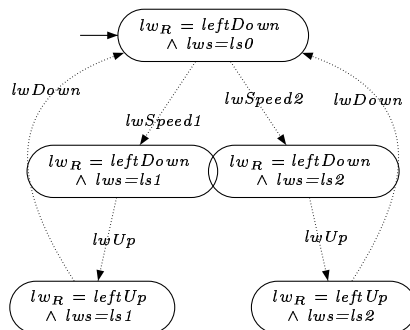 lw_R = leftDown
∧ lws=ls0
lwDown
lwDown
lwSpeed2
lwSpeed1
lw_R = leftDown
∧ lws=ls1
lw_R = leftDown
∧ lws=ls2
lwUp
lwUp
lw_R = leftUp
∧ lws=ls1
lw_R = leftUp
∧ lws=ls2